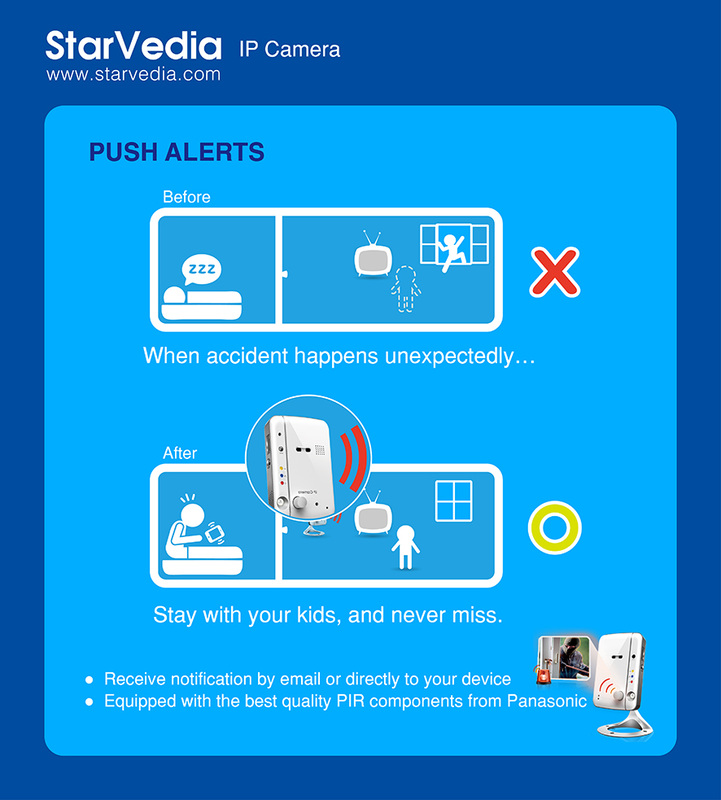 StarVedia IP Camera
www.starvedia.com
PUSH ALERTS
Before
zzz
When accident happens unexpectedly...
After
IP Camera
Stay with your kids, and never miss.
● Receive notification by email or directly to your device
● Equipped with the best quality PIR components from Panasonic